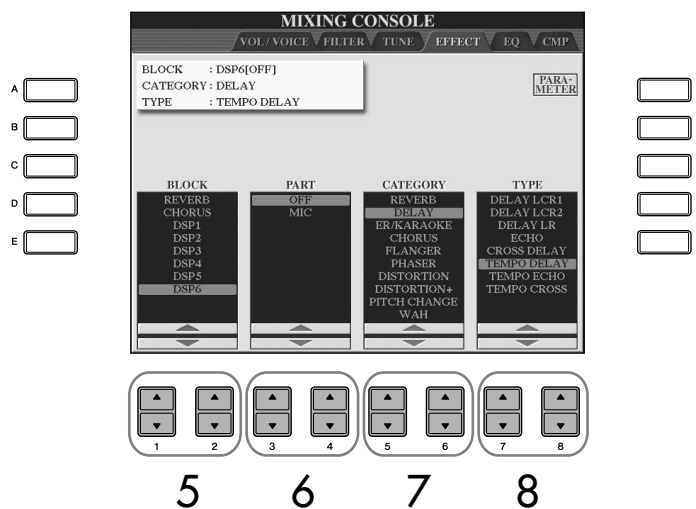 MIXING CONSOLE
VOL / VOICE FILTER TUNE EFFECT EQ CMP
BLOCK : DSP6[OFF]
CATEGORY : DELAY
TYPE : TEMPO DELAY
PARA-
METER
A
B
C
D
E
BLOCK
REVERB
CHORUS
DSP1
DSP2
DSP3
DSP4
DSP5
DSP6
PART
OFF
MIC
CATEGORY
REVERB
DELAY
ER/KARAOKE
CHORUS
FLANGER
PHASER
DISTORTION
DISTORTION+
PITCH CHANGE
WAH
TYPE
DELAY LCR1
DELAY LCR2
DELAY LR
ECHO
CROSS DELAY
TEMPO DELAY
TEMPO ECHO
TEMPO CROSS
1 2 3 4 5 6 7 8
5 6 7 8